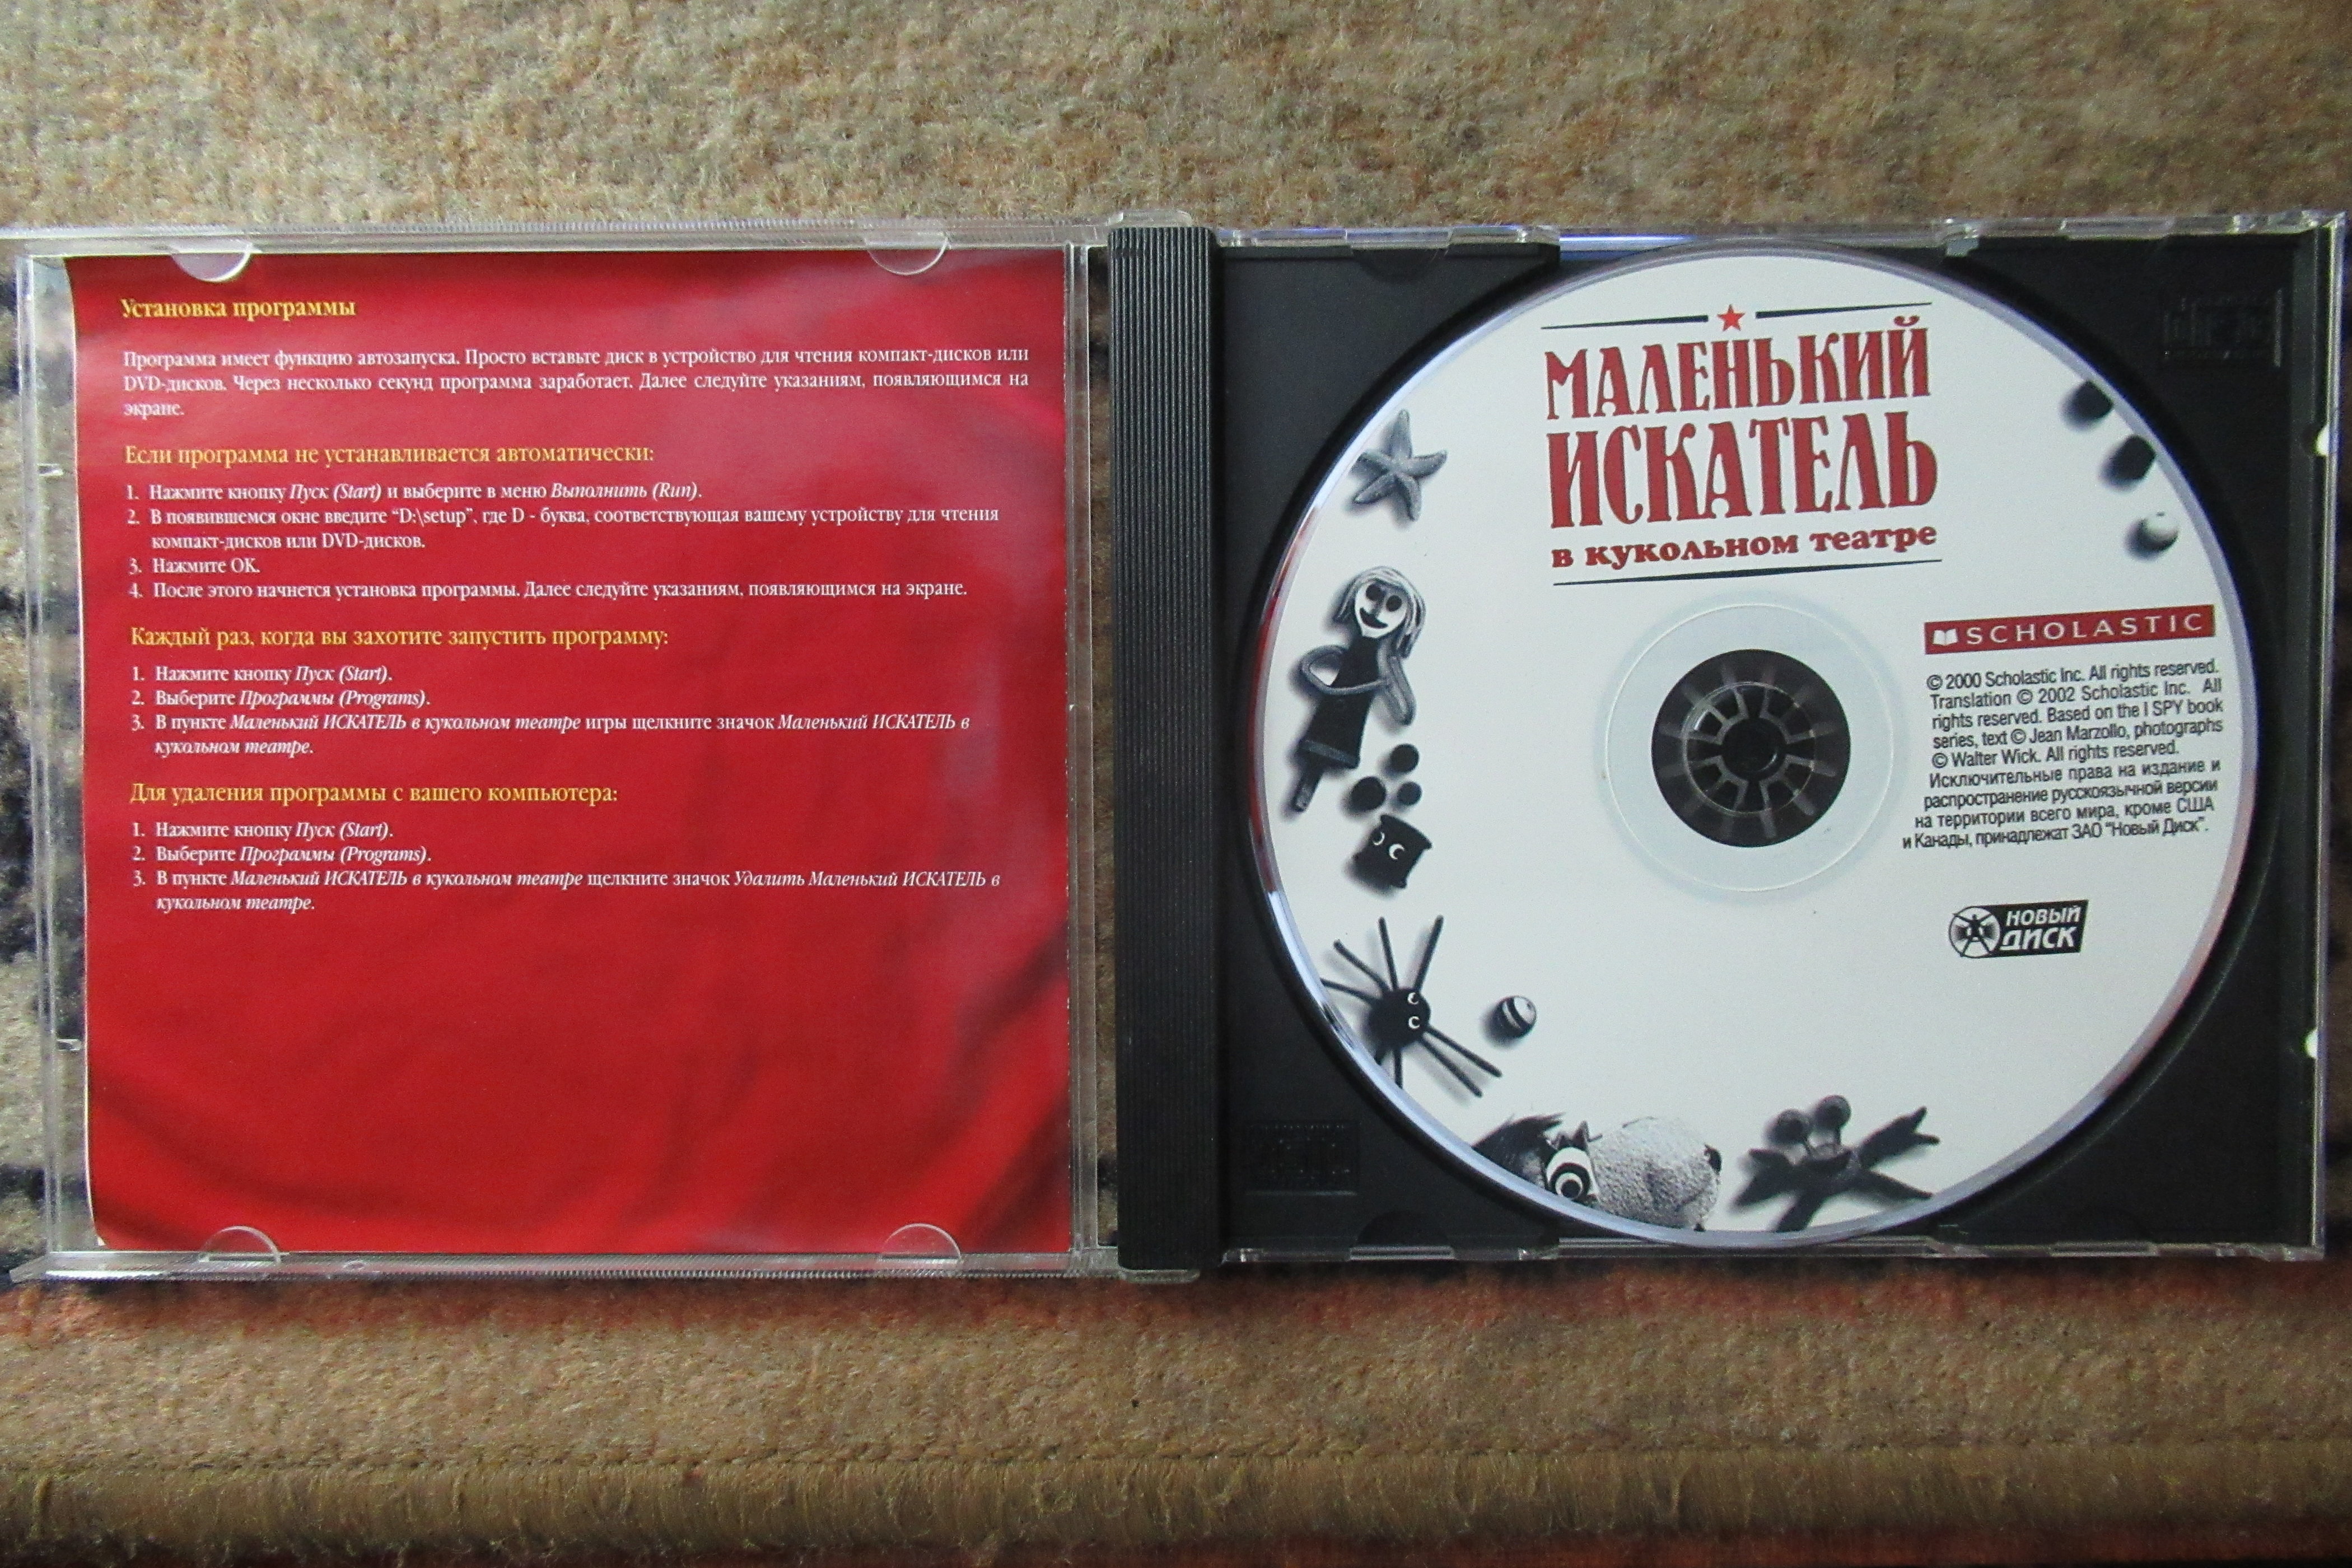 Установка программы
Программа имеет функцию автозапуска. Просто вставьте диск в устройство для чтения компакт-дисков или
DVD-дисков. Через несколько секунд программа заработает. Далее следуйте указаниям, появляющимся на
экране.
Если программа не устанавливается автоматически:
1. Нажмите кнопку Пуск (Start) и выберите в меню Выполнить (Run).
2. В появившемся окне введите “D:\setup”, где D - буква, соответствующая вашему устройству для чтения
компакт-дисков или DVD-дисков.
3. Нажмите OK.
4. После этого начнется установка программы. Далее следуйте указаниям, появляющимся на экране.
Каждый раз, когда вы захотите запустить программу:
1. Нажмите кнопку Пуск (Start).
2. Выберите Программы (Programs).
3. В пункте Маленький ИСКАТЕЛЬ в кукольном театре игры щелкните значок Маленький ИСКАТЕЛЬ в
кукольном театре.
Для удаления программы с вашего компьютера:
1. Нажмите кнопку Пуск (Start).
2. Выберите Программы (Programs).
3. В пункте Маленький ИСКАТЕЛЬ в кукольном театре щелкните значок Удалить Маленький ИСКАТЕЛЬ в
кукольном театре.
МАЛЕНЬКИЙ
ИСКАТЕЛЬ
в кукольном театре
SCHOLASTIC
© 2000 Scholastic Inc. All rights reserved.
Translation © 2002 Scholastic Inc. All
rights reserved. Based on the I SPY book
series, text © Jean Marzollo, photographs
© Walter Wick. All rights reserved.
Исключительные права на издание и
распространение русскоязычной версии
на территории всего мира, кроме США
и Канады, принадлежат ЗАО “Новый Диск”.
НОВЫЙ
ДИСК